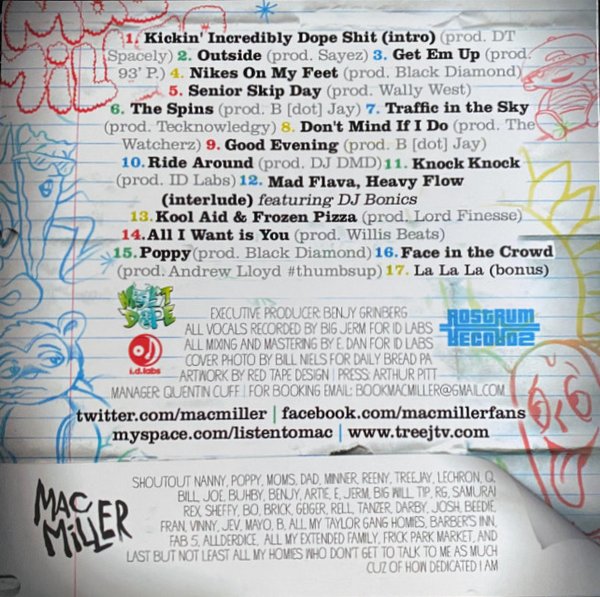 1. Kickin' Incredibly Dope Shit (intro) (prod. DT
Spacely) 2. Outside (prod. Sayez) 3. Get Em Up (prod.
93' P.) 4. Nikes On My Feet (prod. Black Diamond)
5. Senior Skip Day (prod. Wally West)
6. The Spins (prod. B [dot] Jay) 7. Traffic in the Sky
(prod. Tecknowledgy) 8. Don't Mind If I Do (prod. The
Watcherz) 9. Good Evening (prod. B [dot] Jay)
10. Ride Around (prod. DJ DMD) 11. Knock Knock
(prod. ID Labs) 12. Mad Flava, Heavy Flow
(interlude) featuring DJ Bonics
13. Kool Aid & Frozen Pizza (prod. Lord Finesse)
14. All I Want is You (prod. Willis Beats)
15. Poppy (prod. Black Diamond) 16. Face in the Crowd
(prod. Andrew Lloyd #thumbsup) 17. La La La (bonus)
MOST DOPE
i.d. labs
EXECUTIVE PRODUCER: BENJY GRINBERG
ALL VOCALS RECORDED BY BIG JERM FOR ID LABS
ALL MIXING AND MASTERING BY E. DAN FOR ID LABS
COVER PHOTO BY BILL NIELS FOR DAILY BREAD PA
ARTWORK BY RED TAPE DESIGN | PRESS: ARTHUR PITT
MANAGER: QUENTIN CUFF | FOR BOOKING EMAIL: BOOKMACMILLER@GMAIL.COM
ROSTRUM
RECORDS
twitter.com/macmiller | facebook.com/macmillerfans
myspace.com/listentomac | www.treejtv.com
MAC
MiLLER
SHOUTOUT NANNY, POPPY, MOMS, DAD, MINNER, REENY, TREEJAY, LECHRON, Q,
BILL, JOE, BUHBY, BENJY, ARTIE, E, JERM, BIG WILL, TIP, RG, SAMURAI
REX, SHEFFY, BO, BRICK, GEIGER, RELL, TANZER, DARBY, JOSH, BEEDIE,
FRAN, VINNY, JEV, MAYO, B, ALL MY TAYLOR GANG HOMIES, BARBER'S INN,
FAB 5, ALLDERDICE, ALL MY EXTENDED FAMILY, FRICK PARK MARKET, AND
LAST BUT NOT LEAST ALL MY HOMIES WHO DON'T GET TO TALK TO ME AS MUCH
CUZ OF HOW DEDICATED I AM